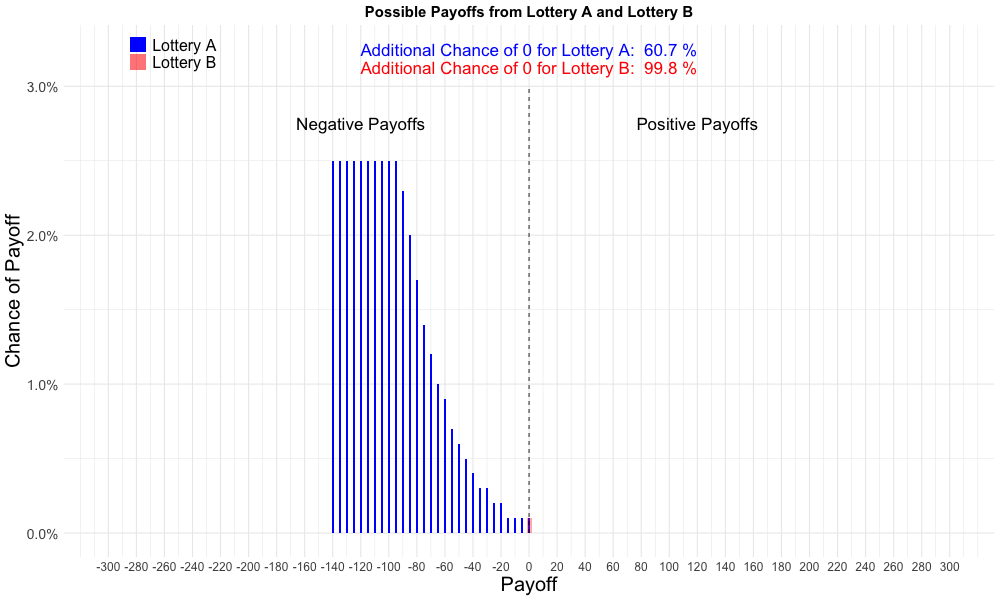 Possible Payoffs from Lottery A and Lottery B
Lottery A
Lottery B
Additional Chance of 0 for Lottery A: 60.7 %
Additional Chance of 0 for Lottery B: 99.8 %
Negative Payoffs
Positive Payoffs
Chance of Payoff
3.0%
2.0%
1.0%
0.0%
-300 -280 -260 -240 -220 -200 -180 -160 -140 -120 -100 -80 -60 -40 -20 0 20 40 60 80 100 120 140 160 180 200 220 240 260 280 300
Payoff